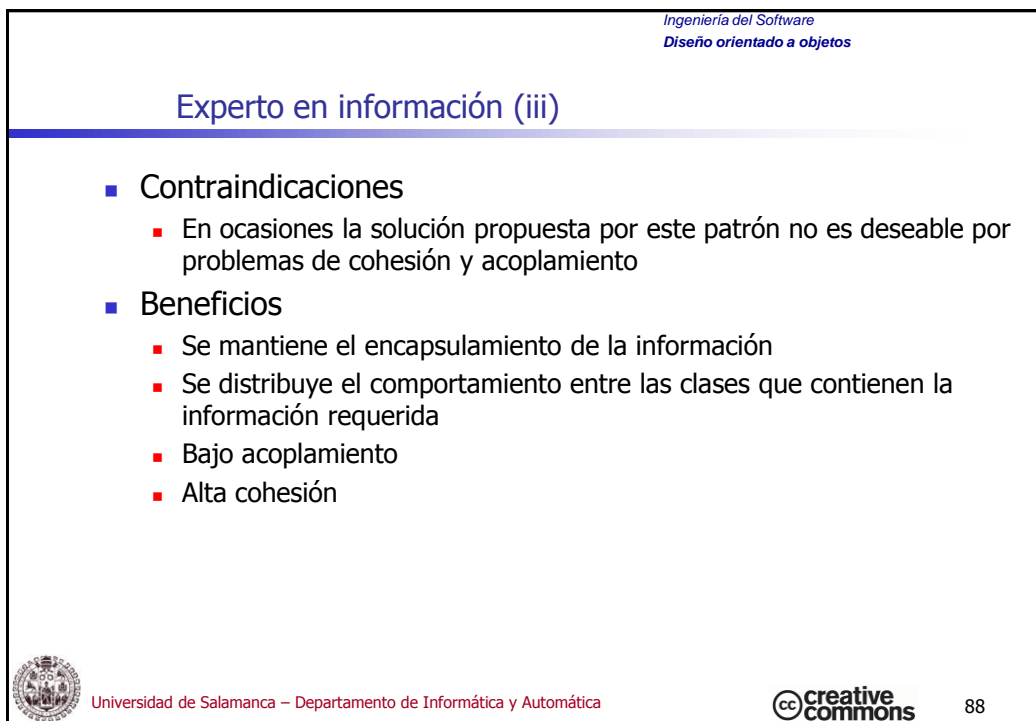 Ingeniería del Software
Diseño orientado a objetos
Experto en información (iii)
Contraindicaciones
En ocasiones la solución propuesta por este patrón no es deseable por
problemas de cohesión y acoplamiento
Beneficios
Se mantiene el encapsulamiento de la información
Se distribuye el comportamiento entre las clases que contienen la
información requerida
Bajo acoplamiento
Alta cohesión
Universidad de Salamanca – Departamento de Informática y Automática
cc creative
commons
88